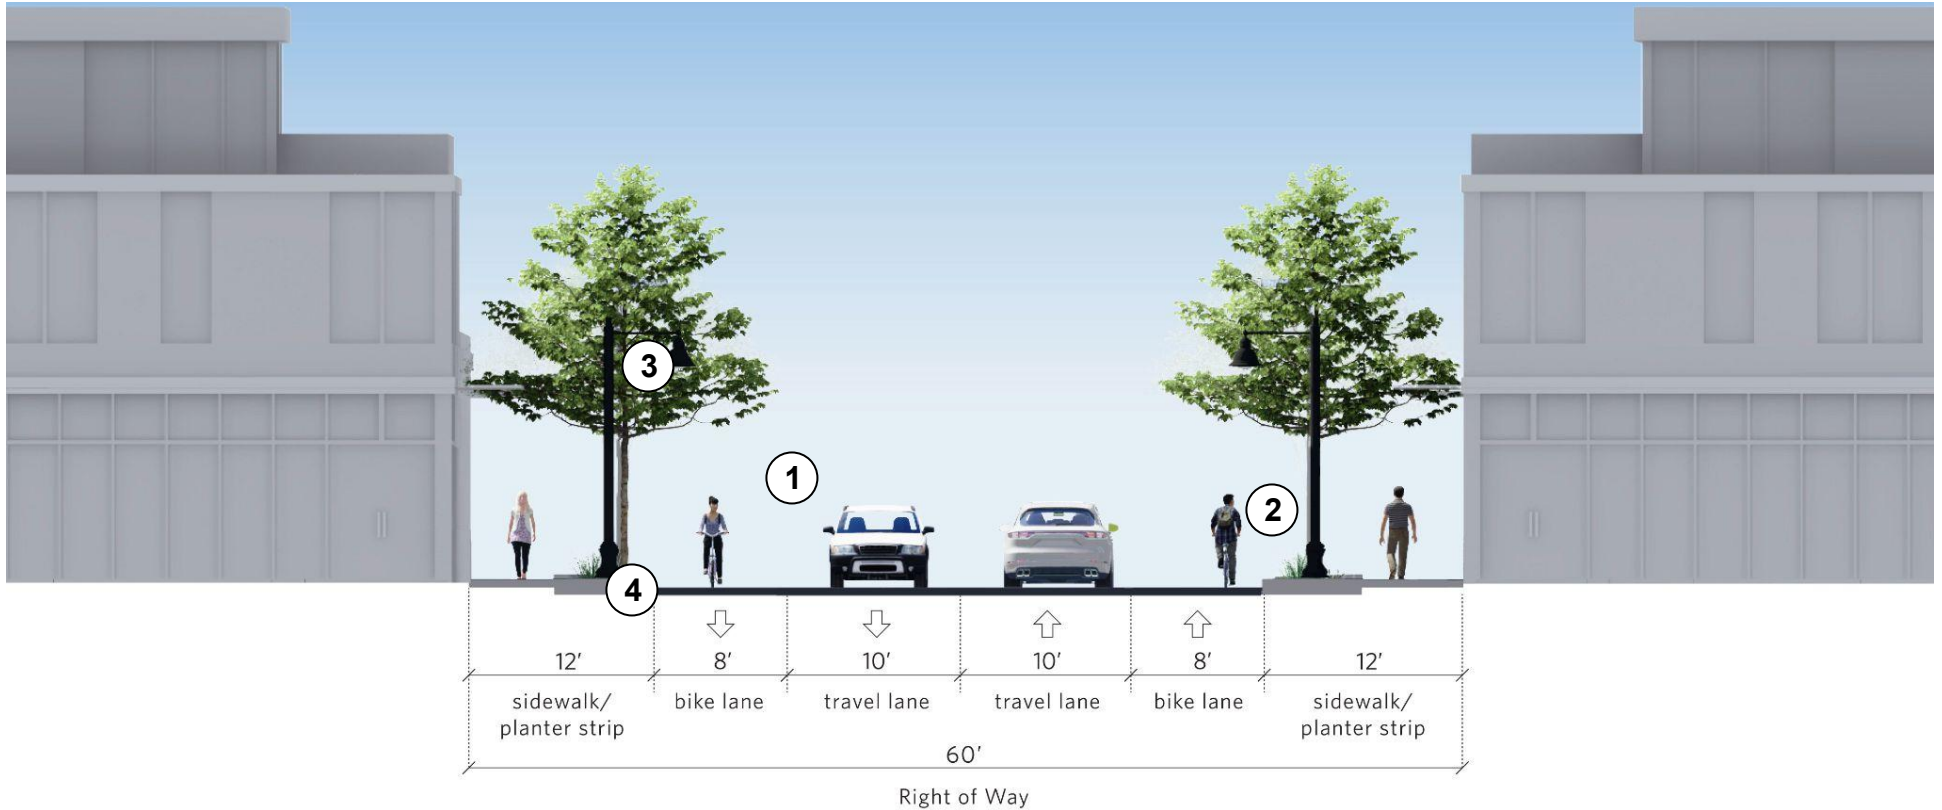 3
1
2
4
12' 8' 10' 10' 8' 12'
sidewalk/ planter strip
bike lane
travel lane
travel lane
bike lane
sidewalk/ planter strip
60'
Right of Way